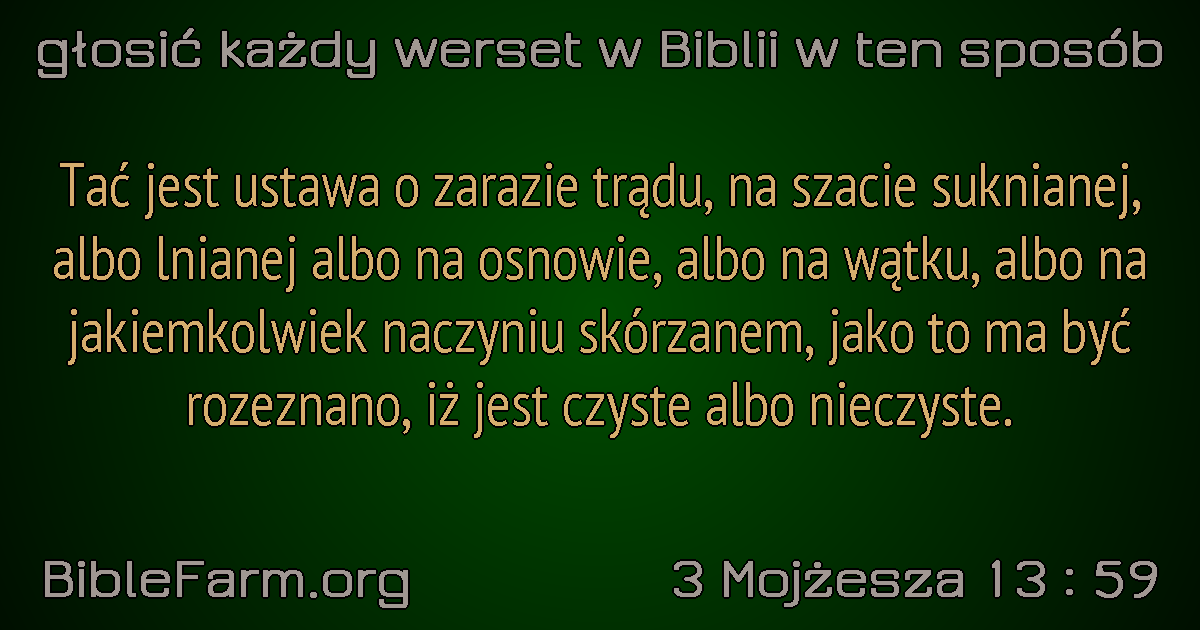 głosić każdy werset w Biblii w ten sposób
Tać jest ustawa o zarazie trądu, na szacie suknianej,
albo lnianej albo na osnowie, albo na wątku, albo na
jakiemkolwiek naczyniu skórzanem, jako to ma być
rozeznano, iż jest czyste albo nieczyste.
BibleFarm.org
3 Mojżesza 13 : 59